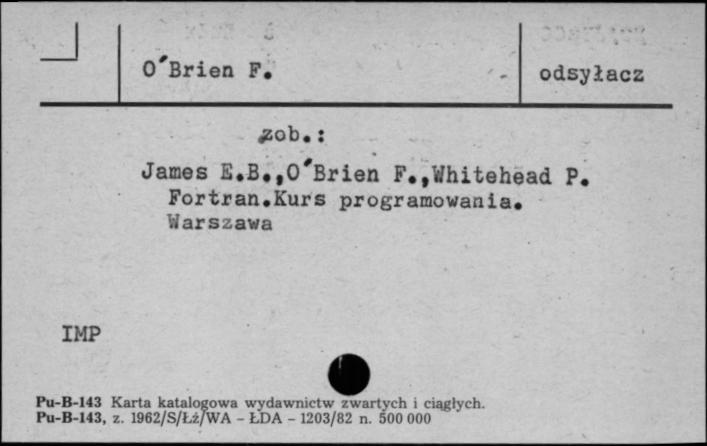 O'Brien F.
odsyłacz
zob.:
James E.B.,O'Brien F.,Whitehead P.
Fortran.Kurs programowania.
Warszawa
IMP
Pu-B-143 Karta katalogowa wydawnictw zwartych i ciągłych.
Pu-B-143, z. 1962/S/Łż/WA - ŁDA - 1203/82 n. 500 000